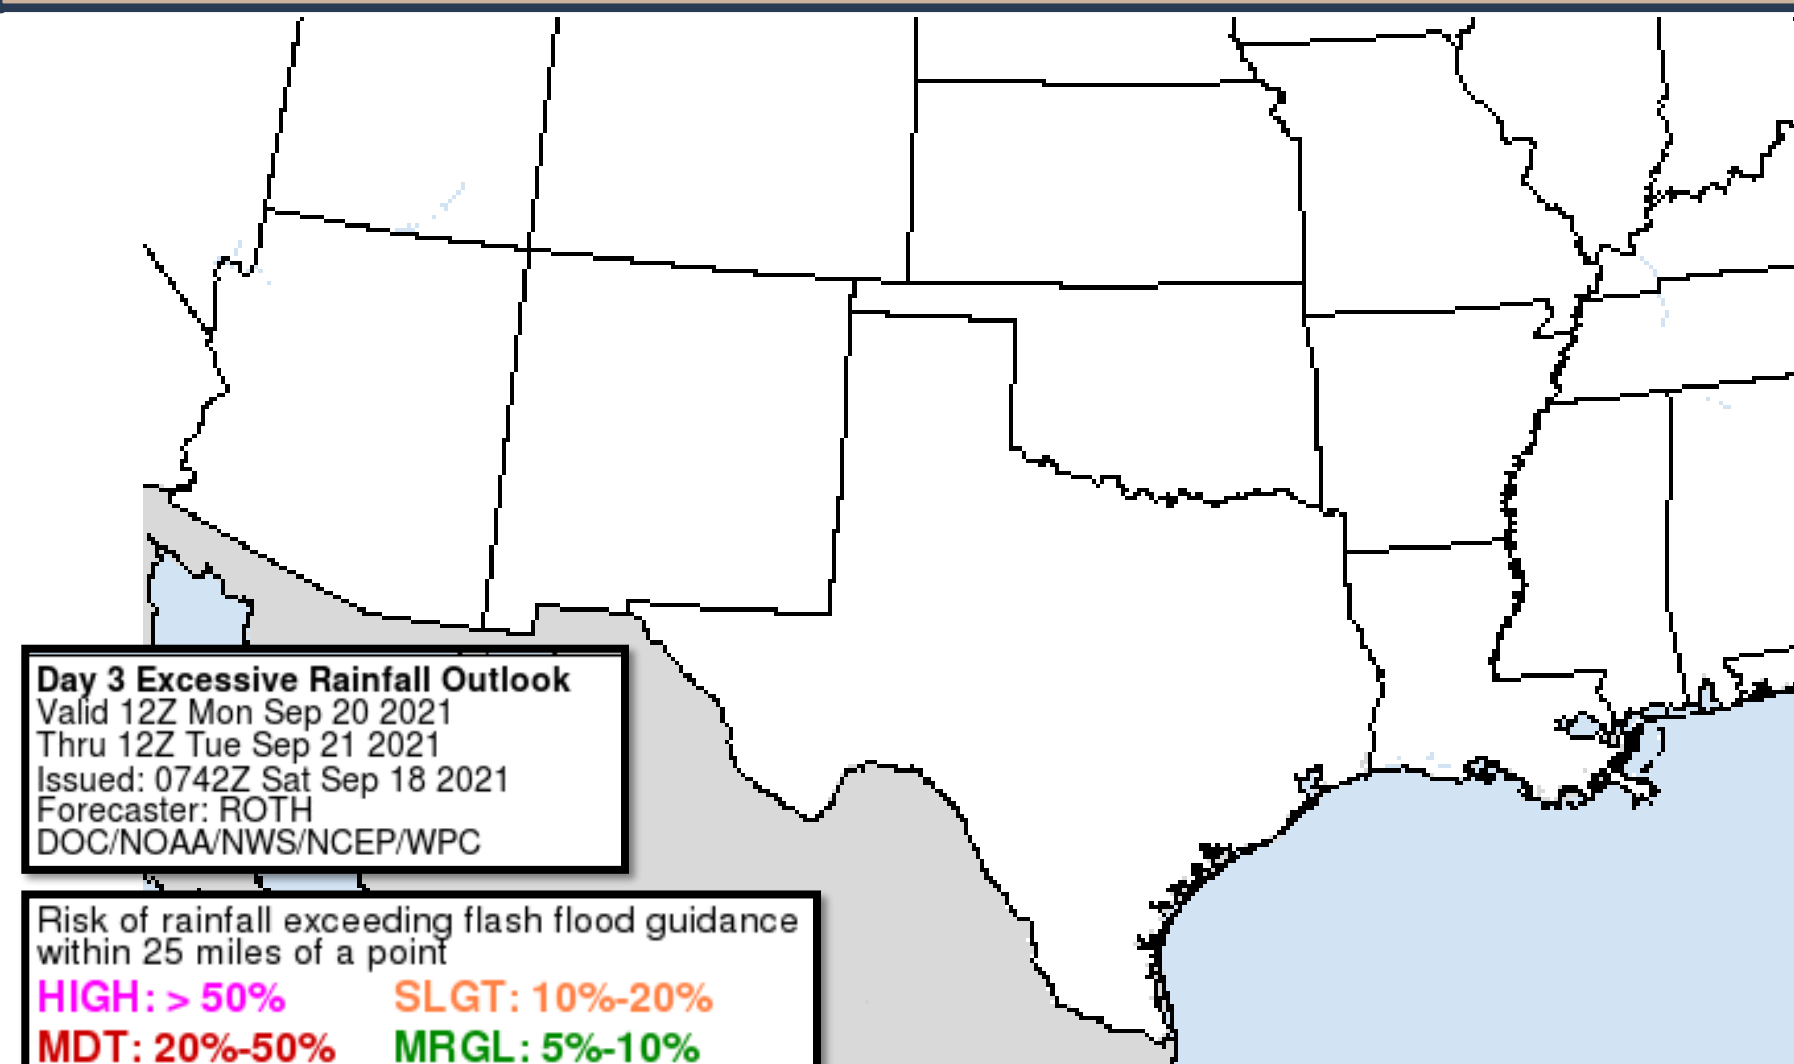 Day 3 Excessive Rainfall Outlook
Valid 12Z Mon Sep 20 2021
Thru 12Z Tue Sep 21 2021
Issued: 0742Z Sat Sep 18 2021
Forecaster: ROTH
DOC/NOAA/NWS/NCEP/WPC
Risk of rainfall exceeding flash flood guidance
within 25 miles of a point
HIGH: > 50% SLGT: 10%-20%
MDT: 20%-50% MRGL: 5%-10%